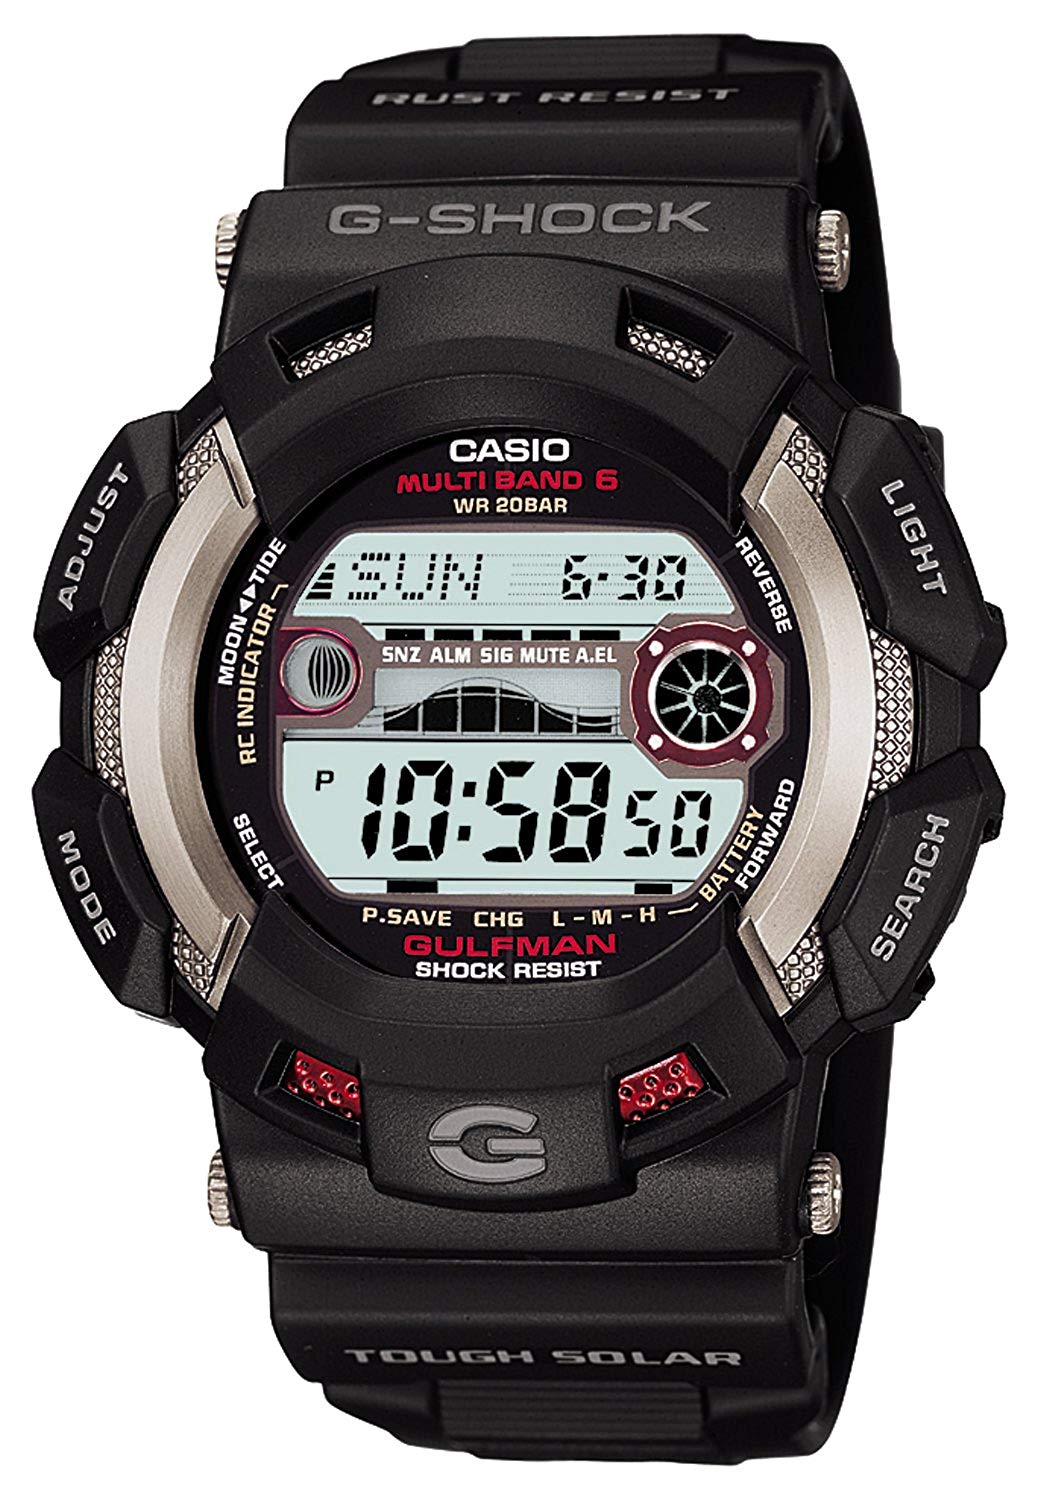 RUST RESIST
G-SHOCK
CASIO
MULTI BAND 6
WR 20BAR
ADJUST
LIGHT
MOON◀▶TIDE
REVERSE
RC INDICATOR
SUN 6-30
SNZ ALM SIG MUTE A.EL
P 10:58 50
MODE
SELECT
BATTERY
FORWARD
SEARCH
P.SAVE CHG L-M-H
GULFMAN
SHOCK RESIST
G
TOUGH SOLAR